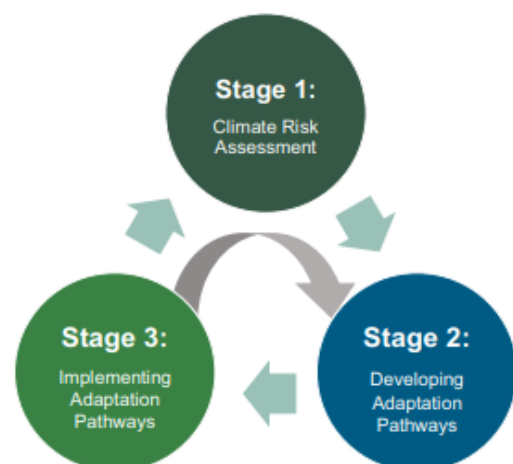 Stage 1:
Climate Risk
Assessment
Stage 3:
Implementing
Adaptation
Pathways
Stage 2:
Developing
Adaptation
Pathways